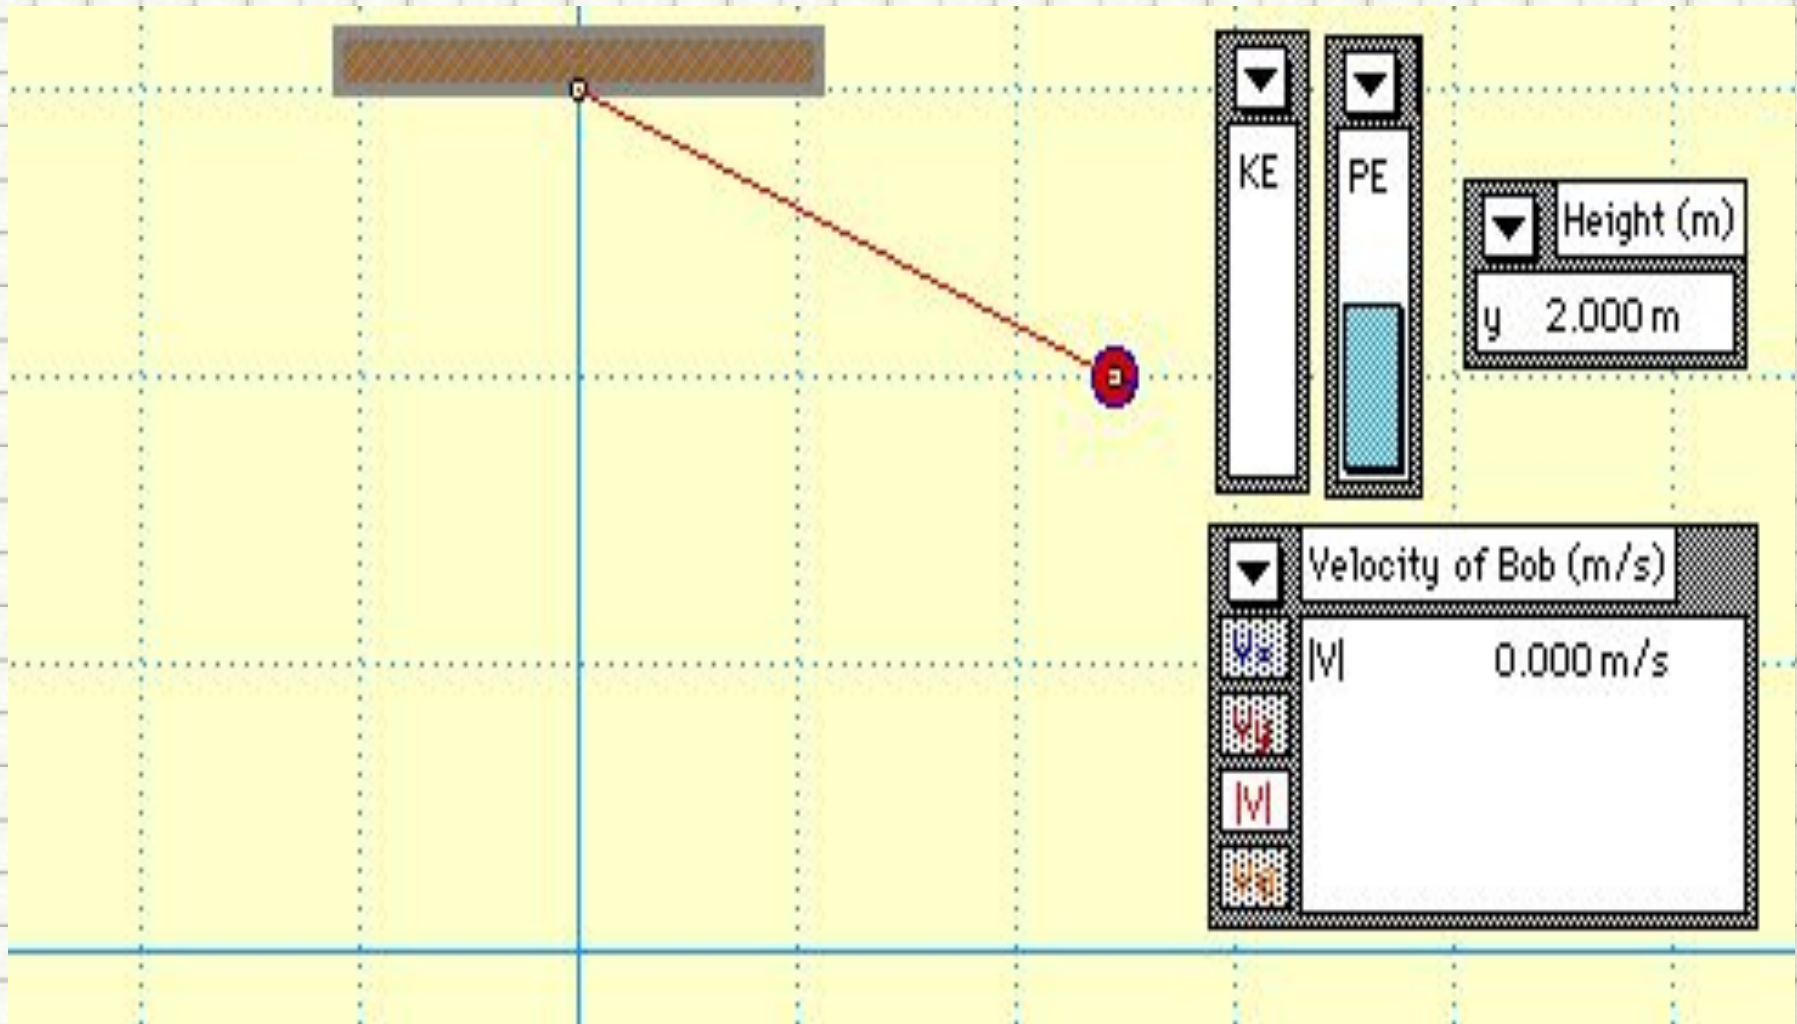 KE
PE
Height (m)
y 2.000 m
Velocity of Bob (m/s)
Vx
|V| 0.000 m/s
Vy
|V|